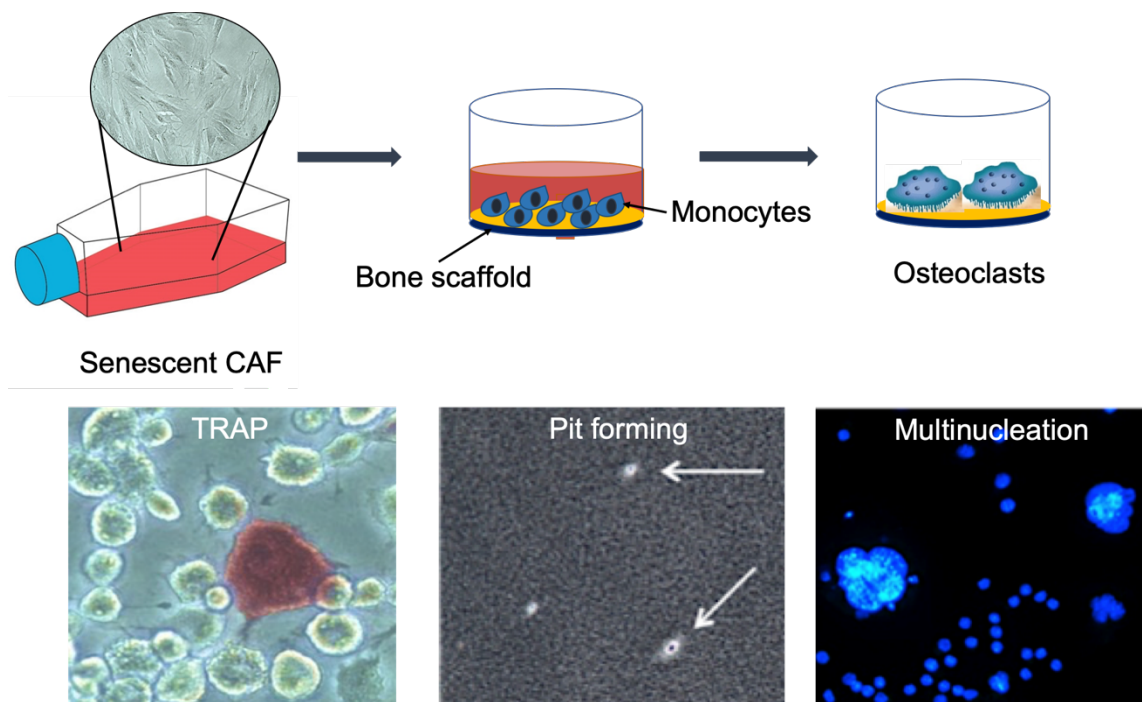 Monocytes
Bone scaffold
Osteoclasts
Senescent CAF
TRAP
Pit forming
Multinucleation